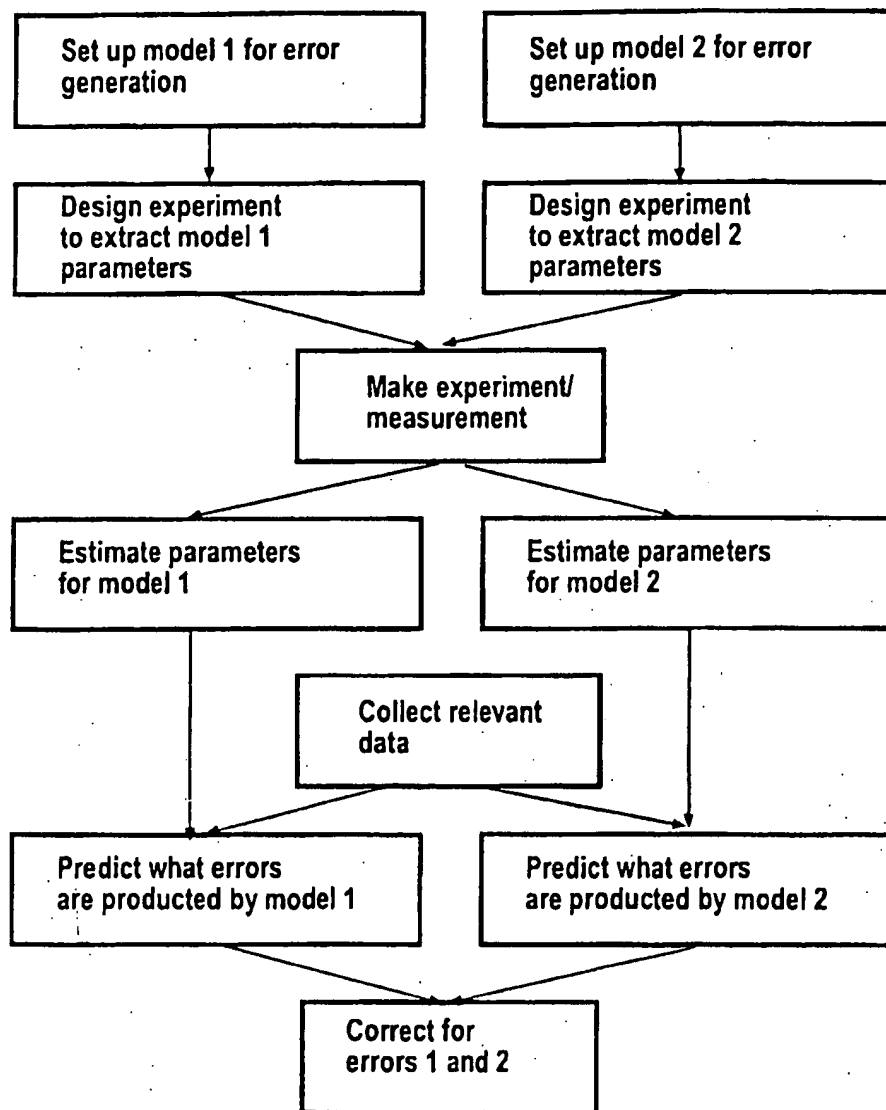 Set up model 1 for error
generation
Set up model 2 for error
generation
Design experiment
to extract model 1
parameters
Design experiment
to extract model 2
parameters
Make experiment/
measurement
Estimate parameters
for model 1
Estimate parameters
for model 2
Collect relevant
data
Predict what errors
are producted by model 1
Predict what errors
are producted by model 2
Correct for
errors 1 and 2